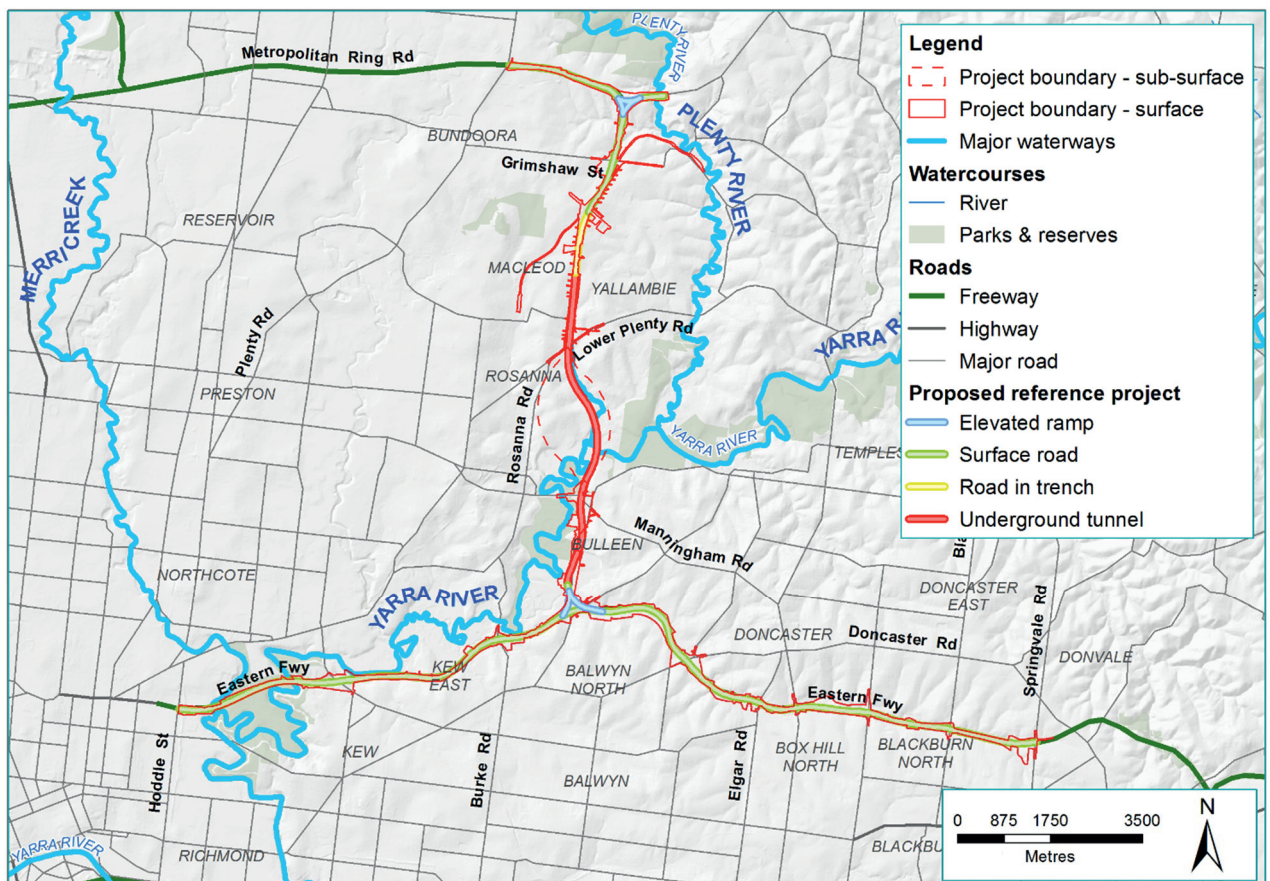 PLENTY RIVER
Metropolitan Ring Rd
PLENTY RIVER
BUNDOORA
Grimshaw St
MERRI CREEK
RESERVOIR
MACLEOD
YALLAMBIE
Plenty Rd
Lower Plenty Rd
YARRA RI
ROSANNA
PRESTON
Rosanna Rd
YARRA RIVER
TEMPLES
Manningham Rd
BULLEEN
NORTHCOTE
DONCASTER
EAST
YARRA RIVER
Springvale Rd
DONCASTER
Doncaster Rd
DONVALE
Eastern Fwy
KEW
EAST
BALWYN
NORTH
Eastern Fwy
Hoddle St
KEW
Burke Rd
BALWYN
Elgar Rd
BOX HILL
NORTH
BLACKBURN
NORTH
YARRA RIVER
RICHMOND
BLACKBU
Legend
Project boundary - sub-surface
Project boundary - surface
Major waterways
Watercourses
River
Parks & reserves
Roads
Freeway
Highway
Major road
Proposed reference project
Elevated ramp
Surface road
Road in trench
Underground tunnel
Bla
0 875 1750 3500
Metres
N